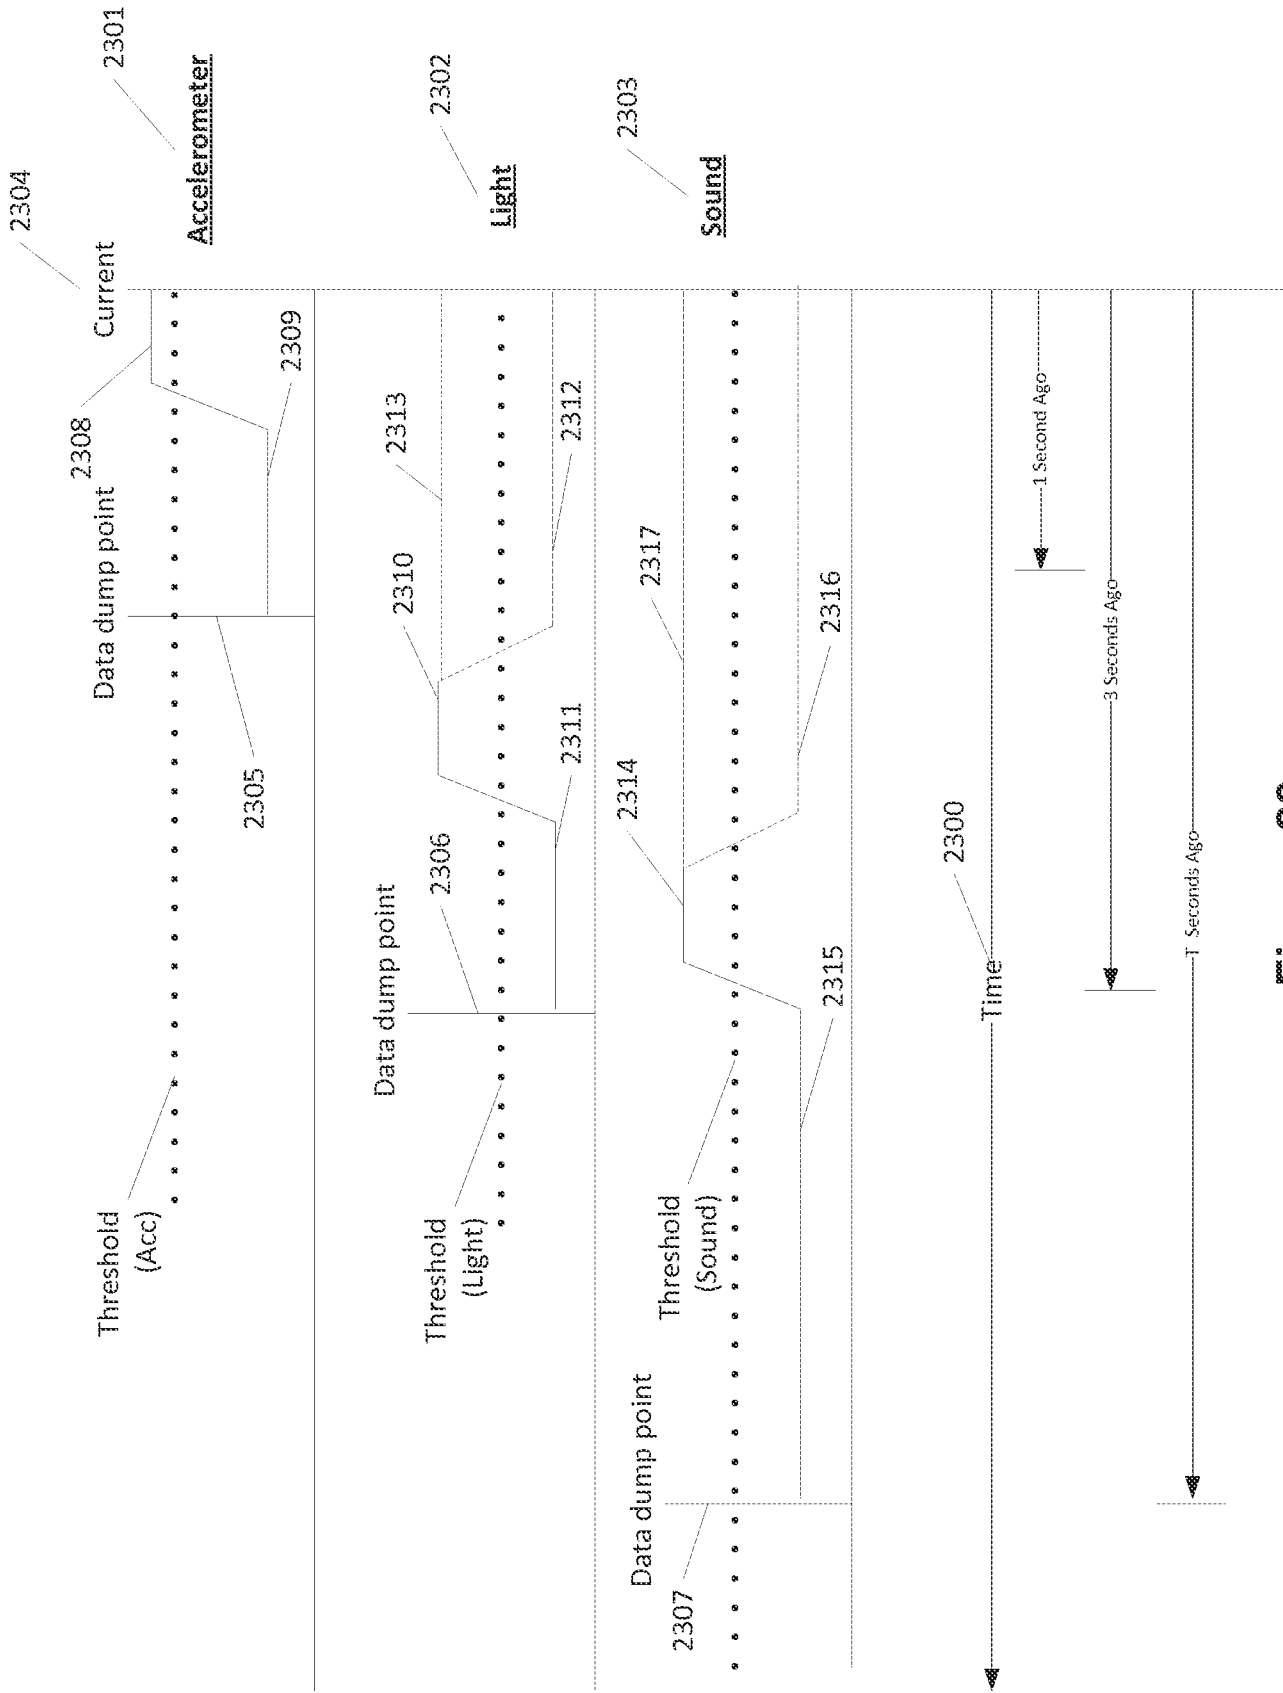 2304
Current
2301
Accelerometer
2308
2309
Data dump point
2305
Threshold
(Acc)
2302
Light
2313
2312
2310
2311
2306
Data dump point
Threshold
(Light)
2303
Sound
2317
2316
2314
2315
Threshold
(Sound)
Data dump point
2307
2300
Time
1 Second Ago
3 Seconds Ago
T Seconds Ago